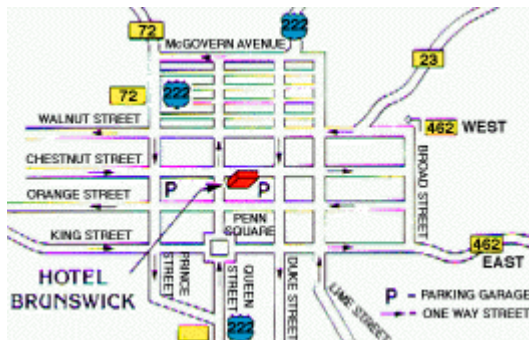 222
72
McGOVERN AVENUE
23
72
222
WALNUT STREET
462 WEST
CHESTNUT STREET
BROAD STREET
ORANGE STREET
P
P
PENN
SQUARE
KING STREET
462
EAST
HOTEL
BRUNSWICK
PRINCE
STREET
QUEEN
STREET
DUKE STREET
LIME STREET
P - PARKING GARAGE
ONE WAY STREET
222